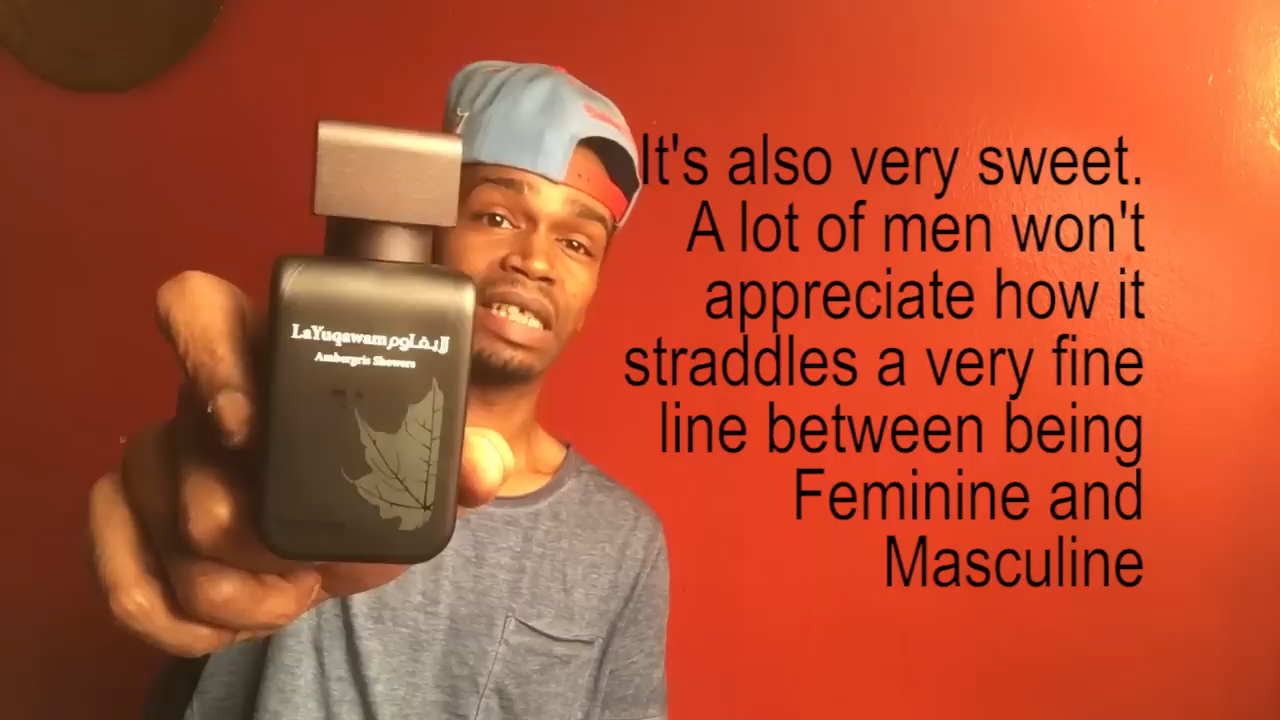 LaYuqawam لا يقاوم
Ambergris Showers
It's also very sweet.
A lot of men won't
appreciate how it
straddles a very fine
line between being
Feminine and
Masculine